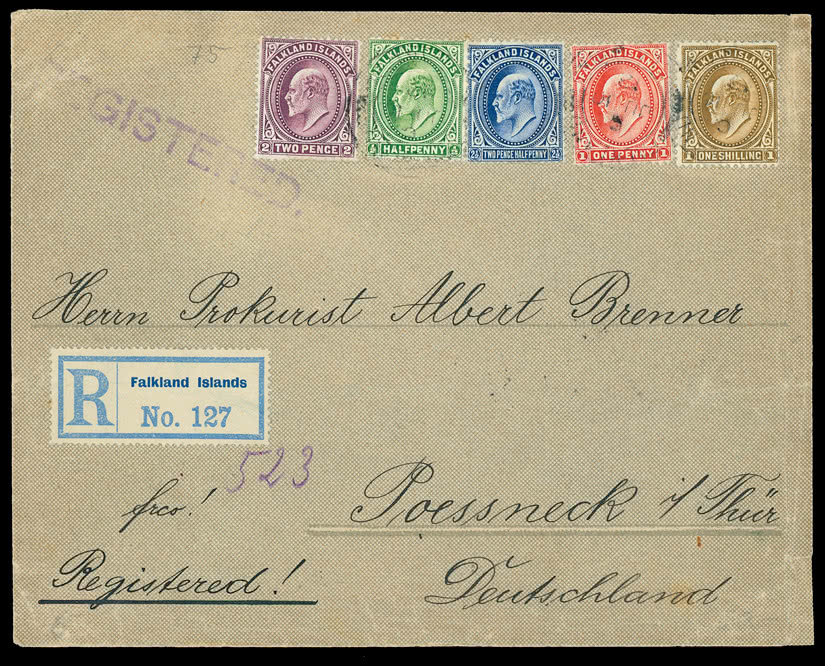 75
REGISTERED.
FALKLAND ISLANDS
2 TWO PENCE 2
FALKLAND ISLANDS
½ HALFPENNY ½
FALKLAND ISLANDS
2½ TWO PENCE HALFPENNY 2½
FALKLAND ISLANDS
1 ONE PENNY 1
FALKLAND ISLANDS
1 ONE SHILLING 1
Herrn Prokurist Albert Brenner
R
Falkland Islands
No. 127
523
frco!
Poessneck i/Thür
Registered!
Deutschland